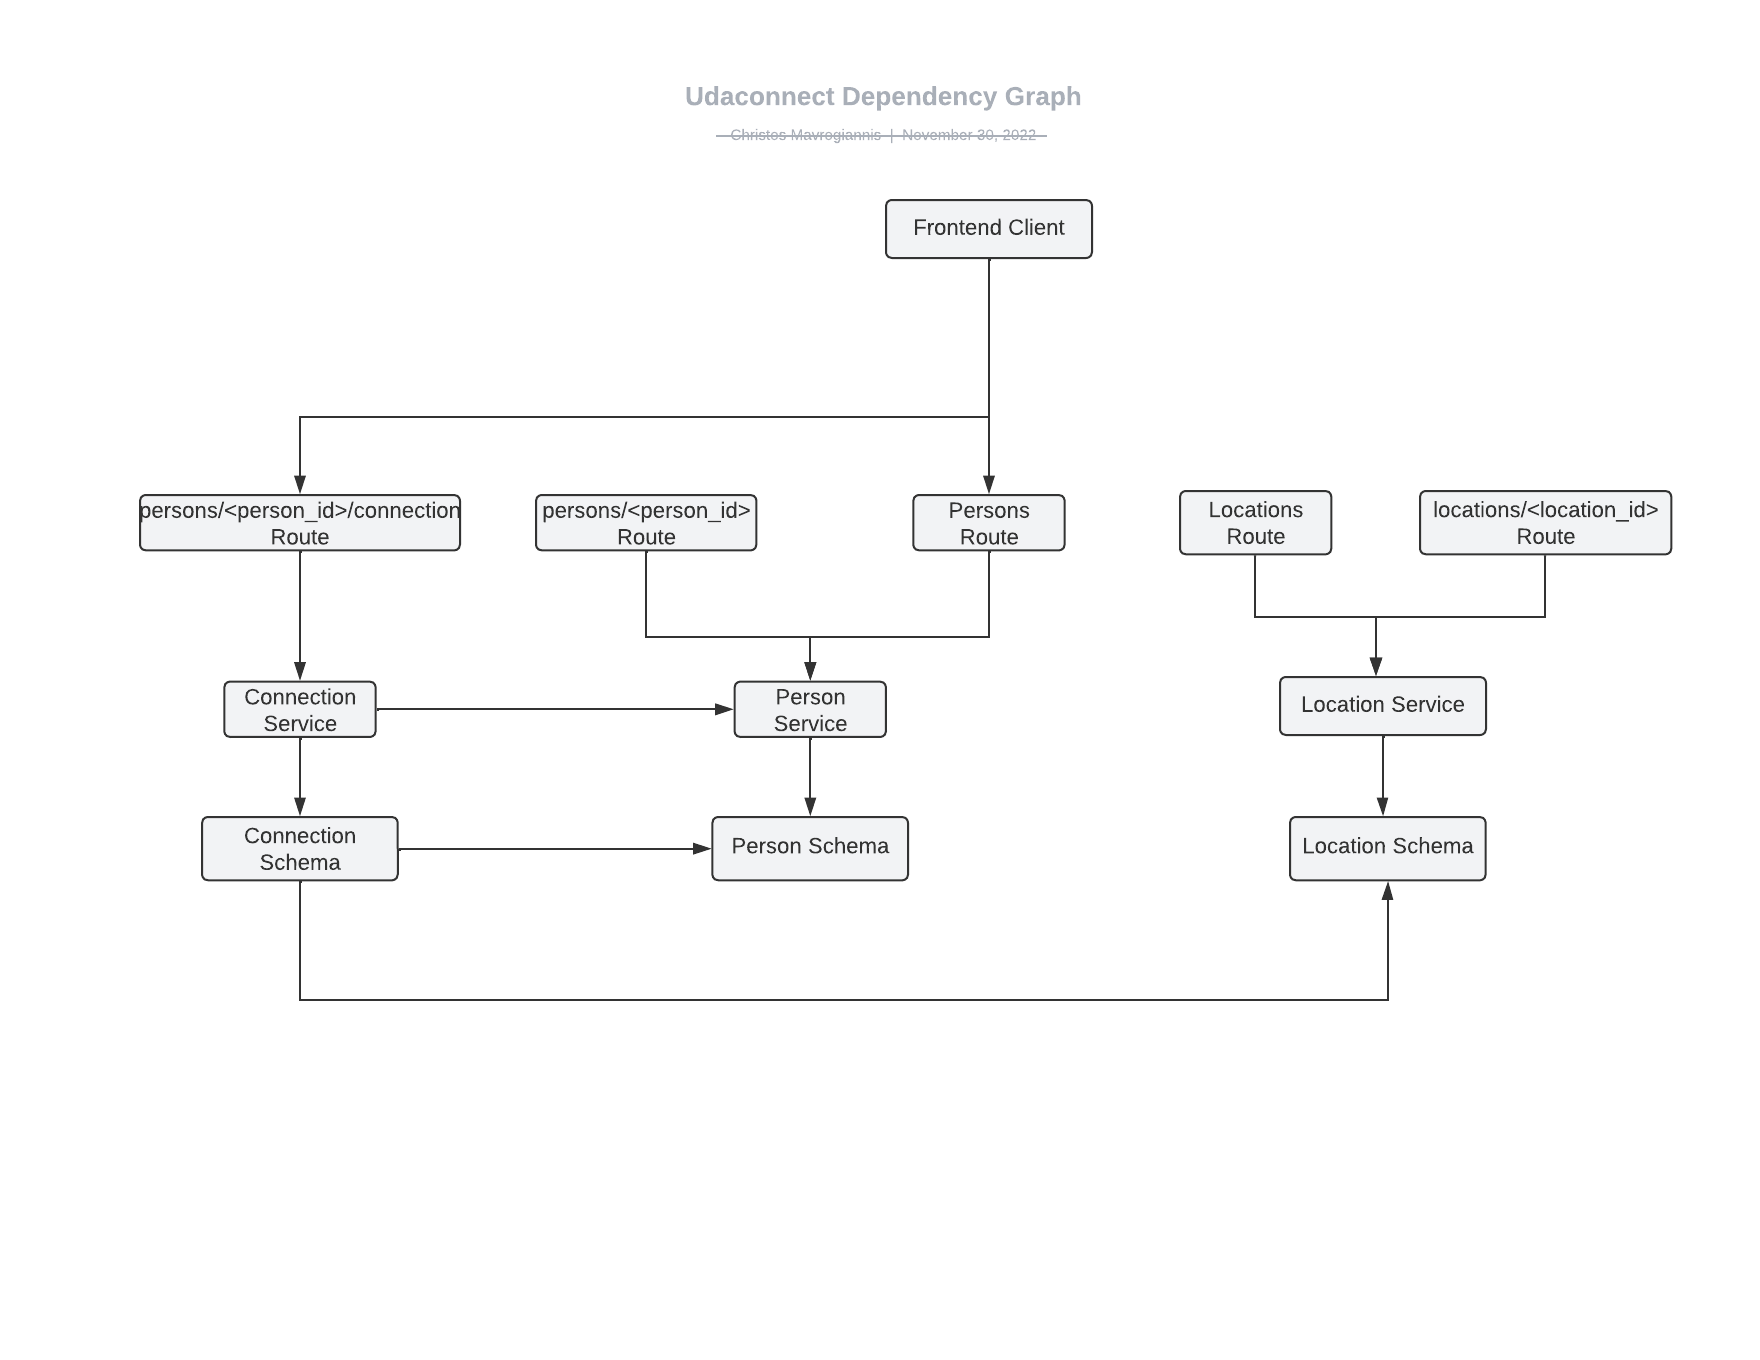 Udaconnect Dependency Graph
Christos Mavrogiannis | November 30, 2022
Frontend Client
persons/<person_id>/connection
Route
persons/<person_id>
Route
Persons
Route
Locations
Route
locations/<location_id>
Route
Connection
Service
Person
Service
Location Service
Connection
Schema
Person Schema
Location Schema